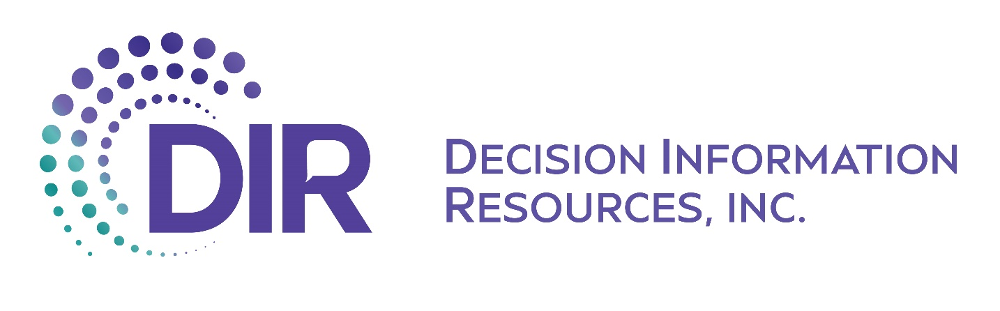 DIR
DECISION INFORMATION
RESOURCES, INC.